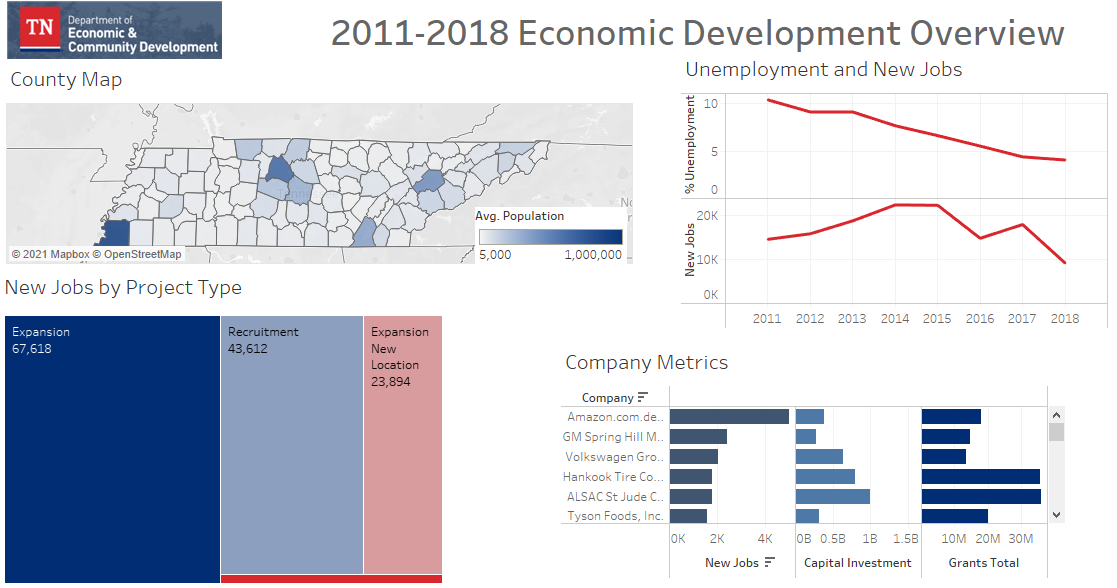 TN
Department of
Economic &
Community Development
2011-2018 Economic Development Overview
County Map
Avg. Population
5,000 1,000,000
© 2021 Mapbox © OpenStreetMap
No
Unemployment and New Jobs
% Unemployment
10
5
0
New Jobs
20K
10K
0K
2011 2012 2013 2014 2015 2016 2017 2018
New Jobs by Project Type
Expansion
67,618
Recruitment
43,612
Expansion
New
Location
23,894
Company Metrics
Company
Amazon.com.de..
GM Spring Hill M..
Volkswagen Gro..
Hankook Tire Co...
ALSAC St Jude C..
Tyson Foods, Inc.
0K 2K 4K 0B 0.5B 1B 1.5B 10M 20M 30M
New Jobs Capital Investment Grants Total